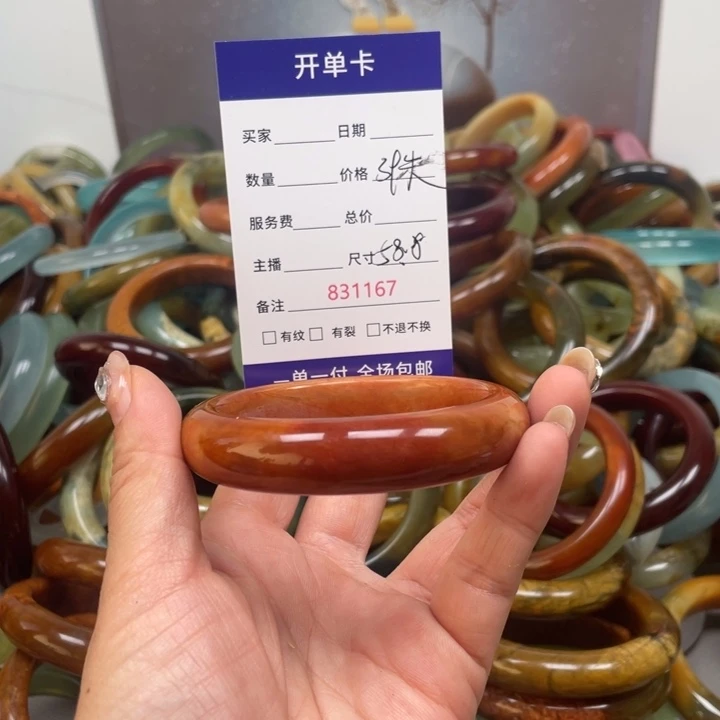 开单卡
买家 日期
数量 价格
服务费 总价
主播 尺寸58.8
备注 831167
□有纹□ 有裂 □不退不换
一单一付 全场包邮